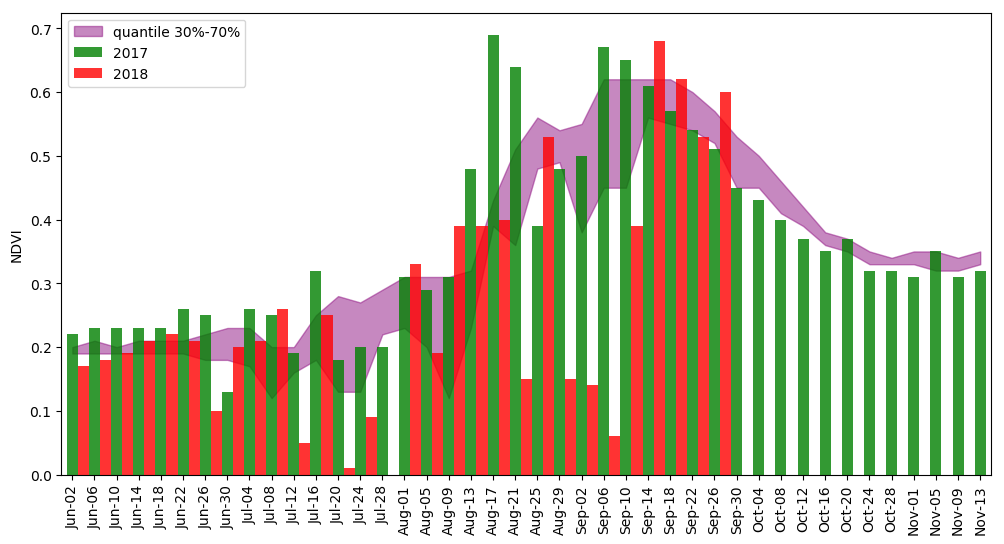 quantile 30%-70%
2017
2018
NDVI
0.7
0.6
0.5
0.4
0.3
0.2
0.1
0.0
Jun-02
Jun-06
Jun-10
Jun-14
Jun-18
Jun-22
Jun-26
Jun-30
Jul-04
Jul-08
Jul-12
Jul-16
Jul-20
Jul-24
Jul-28
Aug-01
Aug-05
Aug-09
Aug-13
Aug-17
Aug-21
Aug-25
Aug-29
Sep-02
Sep-06
Sep-10
Sep-14
Sep-18
Sep-22
Sep-26
Sep-30
Oct-04
Oct-08
Oct-12
Oct-16
Oct-20
Oct-24
Oct-28
Nov-01
Nov-05
Nov-09
Nov-13